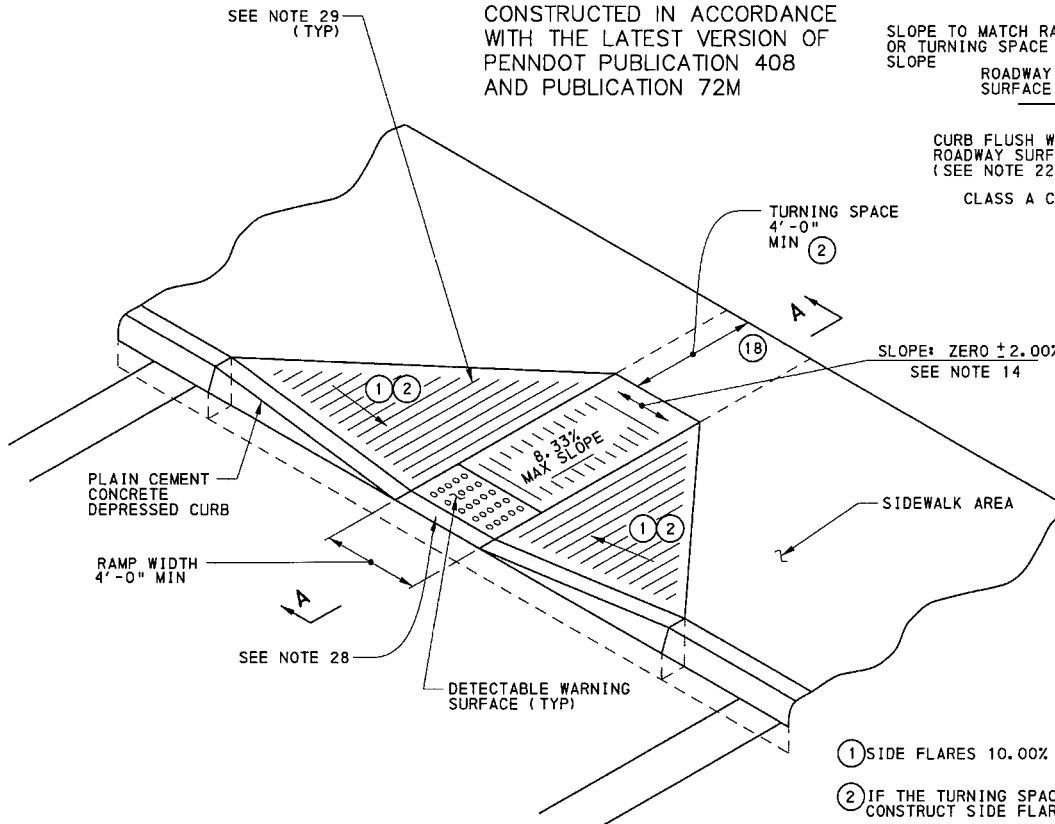 SEE NOTE 29
(TYP)
CONSTRUCTED IN ACCORDANCE
WITH THE LATEST VERSION OF
PENNDOT PUBLICATION 408
AND PUBLICATION 72M
SLOPE TO MATCH RA
OR TURNING SPACE
SLOPE
ROADWAY
SURFACE
CURB FLUSH W
ROADWAY SURF
(SEE NOTE 22
CLASS A C
TURNING SPACE
4'-0"
MIN 2
A
18
SLOPE: ZERO ±2.00%
SEE NOTE 14
1 2
8.33%
MAX SLOPE
PLAIN CEMENT
CONCRETE
DEPRESSED CURB
SIDEWALK AREA
1 2
RAMP WIDTH
4'-0" MIN
A
SEE NOTE 28
DETECTABLE WARNING
SURFACE (TYP)
1 SIDE FLARES 10.00%
2 IF THE TURNING SPAC
CONSTRUCT SIDE FLAR